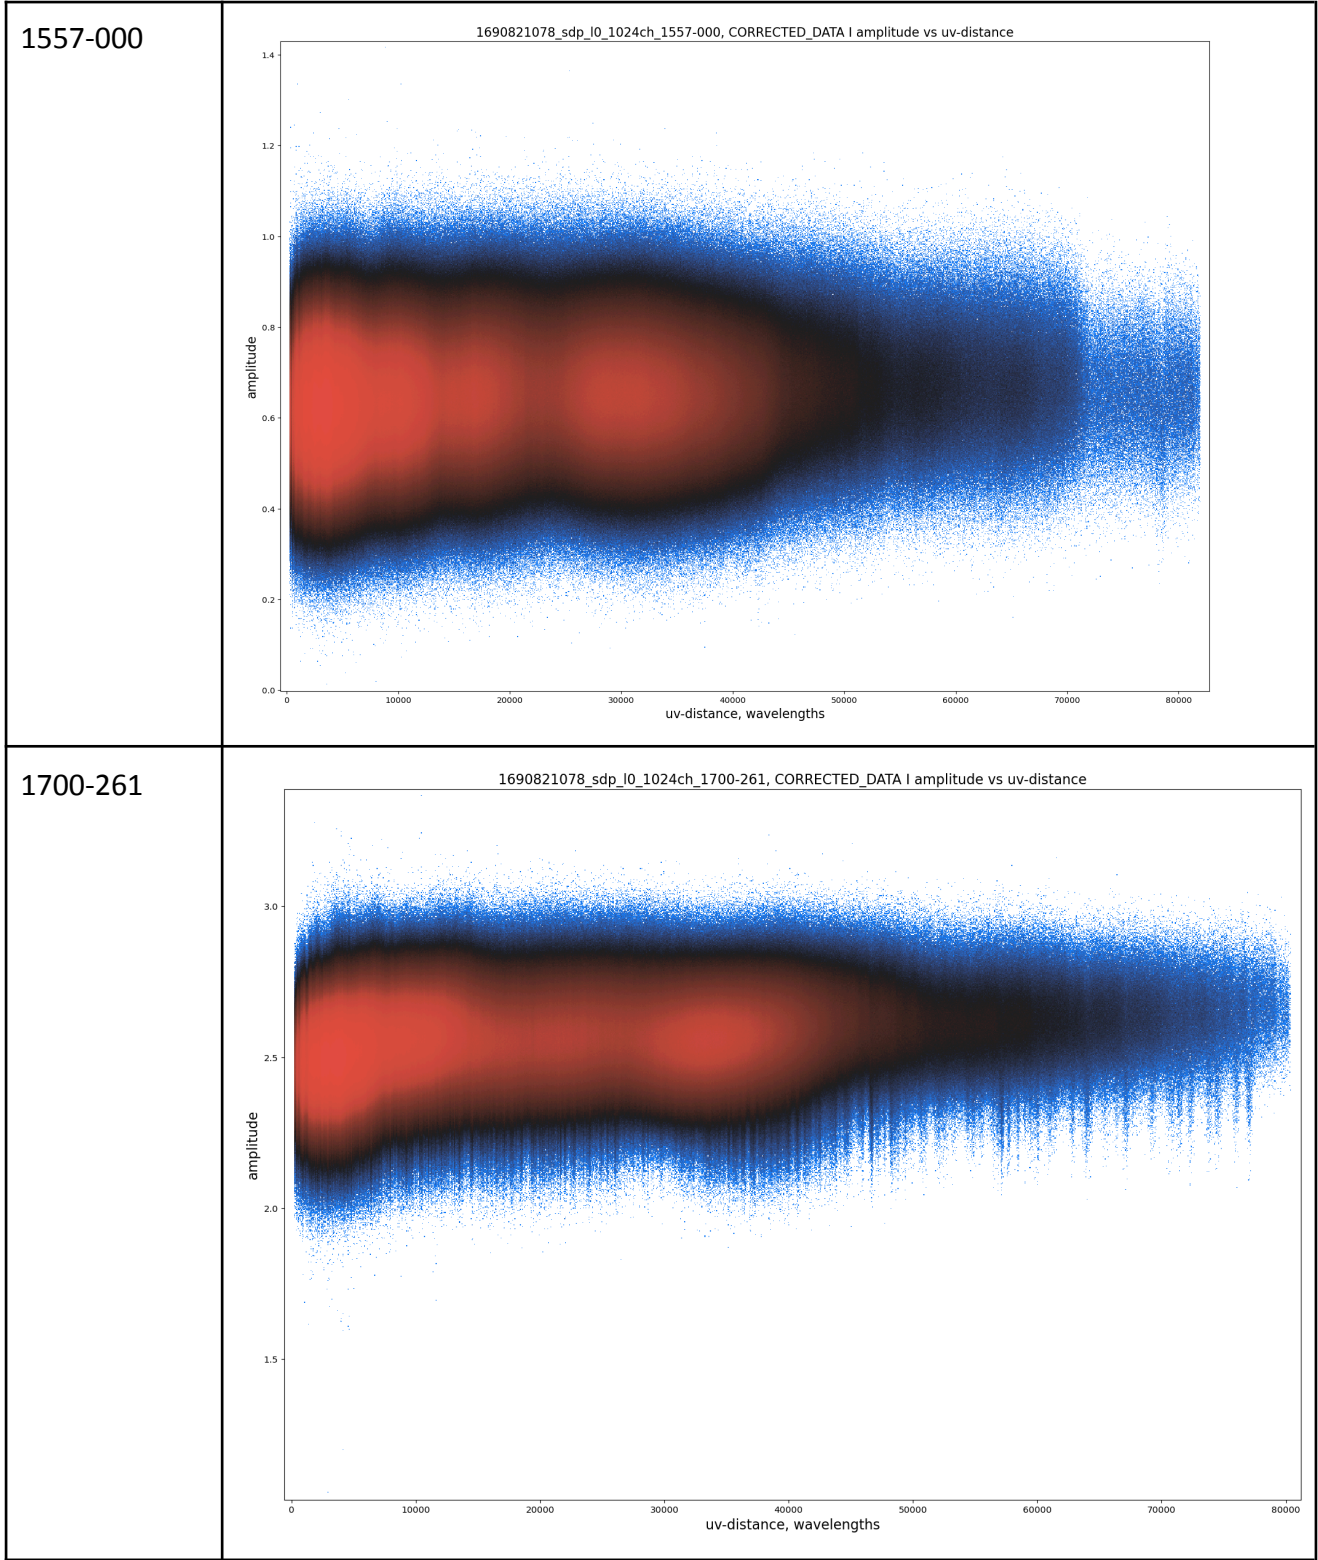 1557-000
1690821078_sdp_l0_1024ch_1557-000, CORRECTED_DATA I amplitude vs uv-distance
1.4
1.2
1.0
0.8
0.6
0.4
0.2
0.0
amplitude
0 10000 20000 30000 40000 50000 60000 70000 80000
uv-distance, wavelengths
1700-261
1690821078_sdp_l0_1024ch_1700-261, CORRECTED_DATA I amplitude vs uv-distance
3.0
2.5
2.0
1.5
amplitude
0 10000 20000 30000 40000 50000 60000 70000 80000
uv-distance, wavelengths